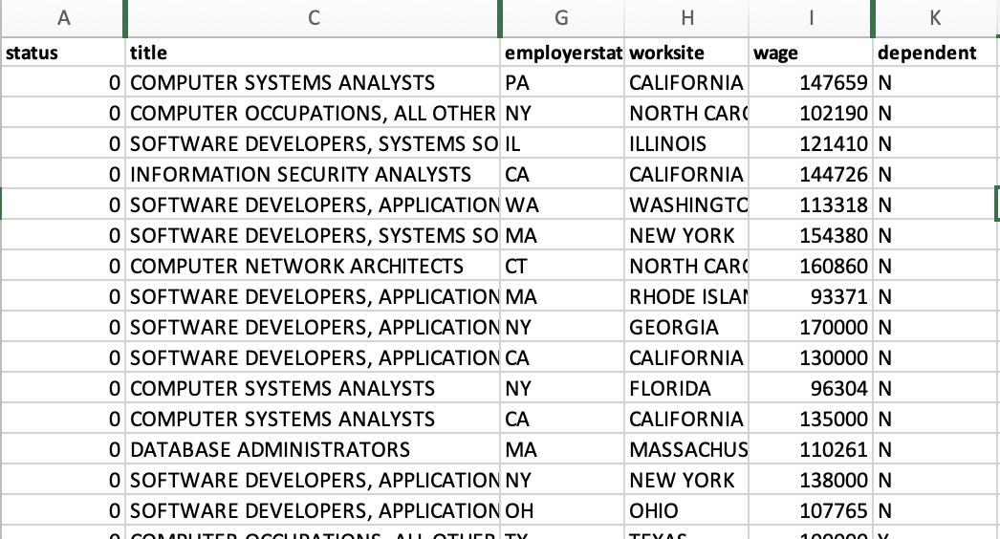 A C G H I K
status title employerstat worksite wage dependent
0 COMPUTER SYSTEMS ANALYSTS PA CALIFORNIA 147659 N
0 COMPUTER OCCUPATIONS, ALL OTHER NY NORTH CARO 102190 N
0 SOFTWARE DEVELOPERS, SYSTEMS SO IL ILLINOIS 121410 N
0 INFORMATION SECURITY ANALYSTS CA CALIFORNIA 144726 N
0 SOFTWARE DEVELOPERS, APPLICATION WA WASHINGTO 113318 N
0 SOFTWARE DEVELOPERS, SYSTEMS SO MA NEW YORK 154380 N
0 COMPUTER NETWORK ARCHITECTS CT NORTH CARO 160860 N
0 SOFTWARE DEVELOPERS, APPLICATION MA RHODE ISLAN 93371 N
0 SOFTWARE DEVELOPERS, APPLICATION NY GEORGIA 170000 N
0 SOFTWARE DEVELOPERS, APPLICATION CA CALIFORNIA 130000 N
0 COMPUTER SYSTEMS ANALYSTS NY FLORIDA 96304 N
0 COMPUTER SYSTEMS ANALYSTS CA CALIFORNIA 135000 N
0 DATABASE ADMINISTRATORS MA MASSACHUS 110261 N
0 SOFTWARE DEVELOPERS, APPLICATION NY NEW YORK 138000 N
0 SOFTWARE DEVELOPERS, APPLICATION OH OHIO 107765 N
0 COMPUTER OCCUPATIONS, ALL OTHER TX TEXAS